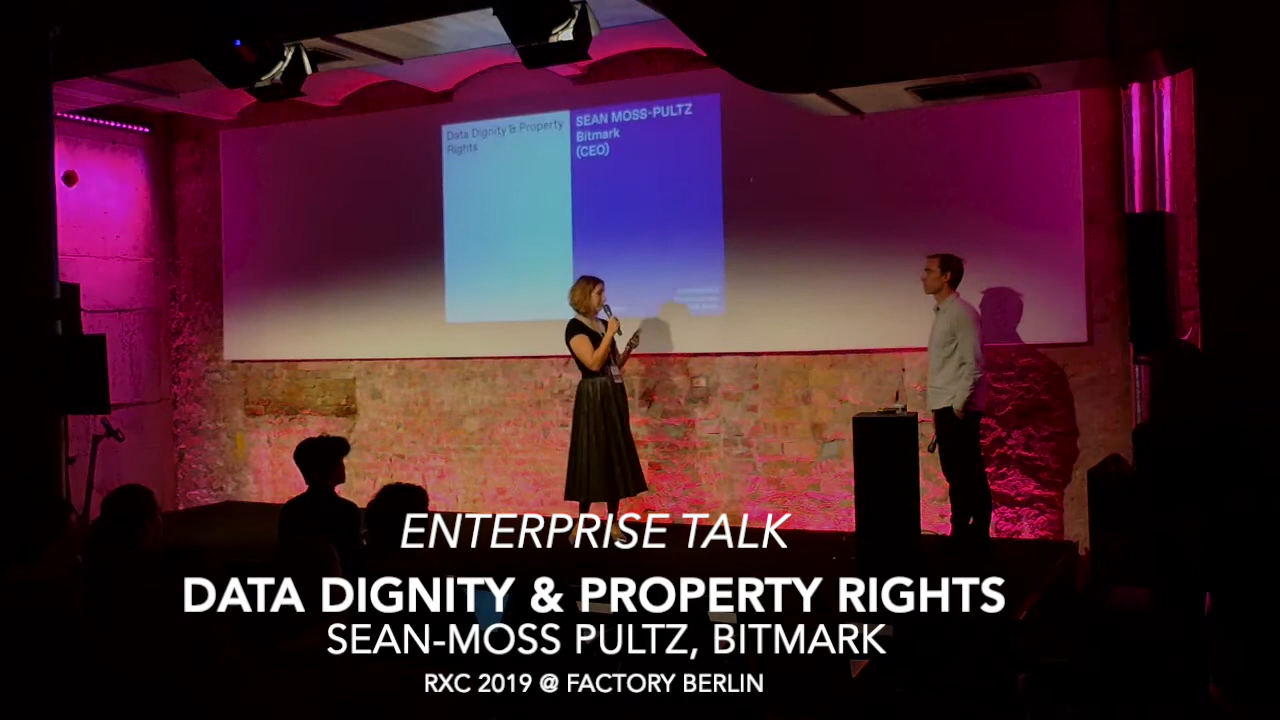 Data Dignity & Property
Rights
SEAN MOSS-PULTZ
Bitmark
(CEO)
ENTERPRISE TALK
DATA DIGNITY & PROPERTY RIGHTS
SEAN-MOSS PULTZ, BITMARK
RXC 2019 @ FACTORY BERLIN